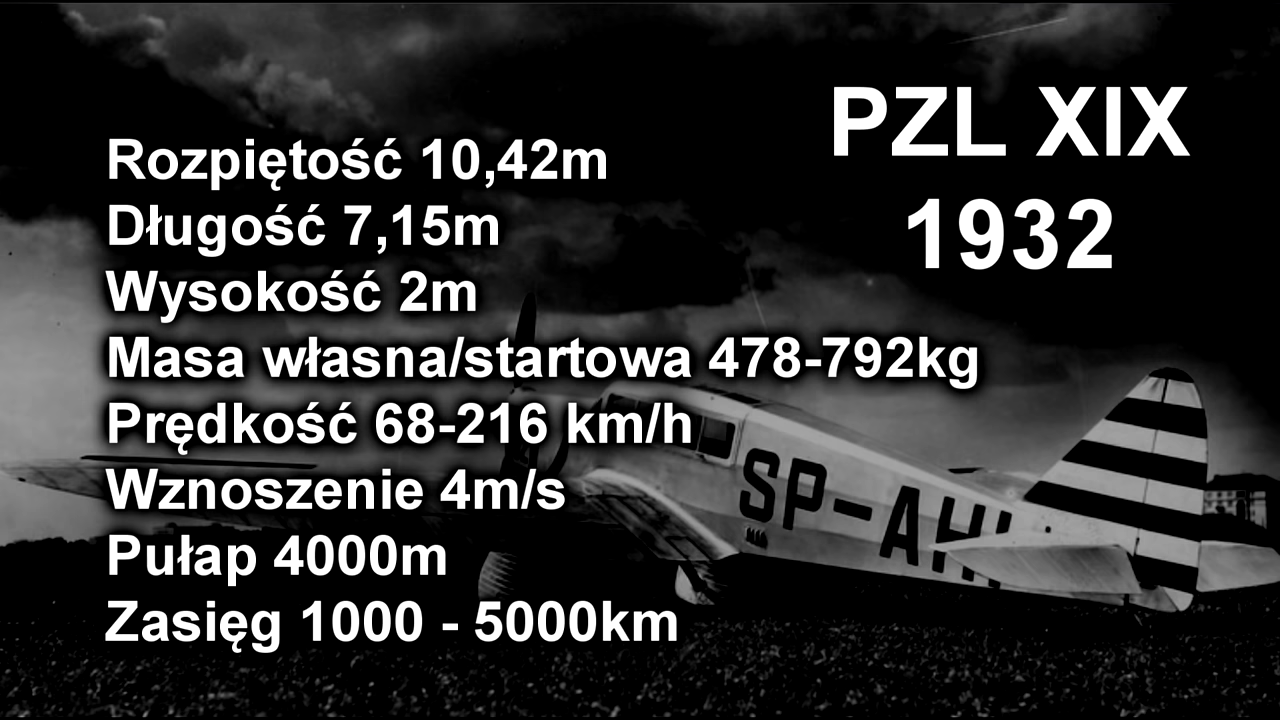 PZL XIX
1932
Rozpiętość 10,42m
Długość 7,15m
Wysokość 2m
Masa własna/startowa 478-792kg
Prędkość 68-216 km/h
Wznoszenie 4m/s
Pułap 4000m
Zasięg 1000 - 5000km